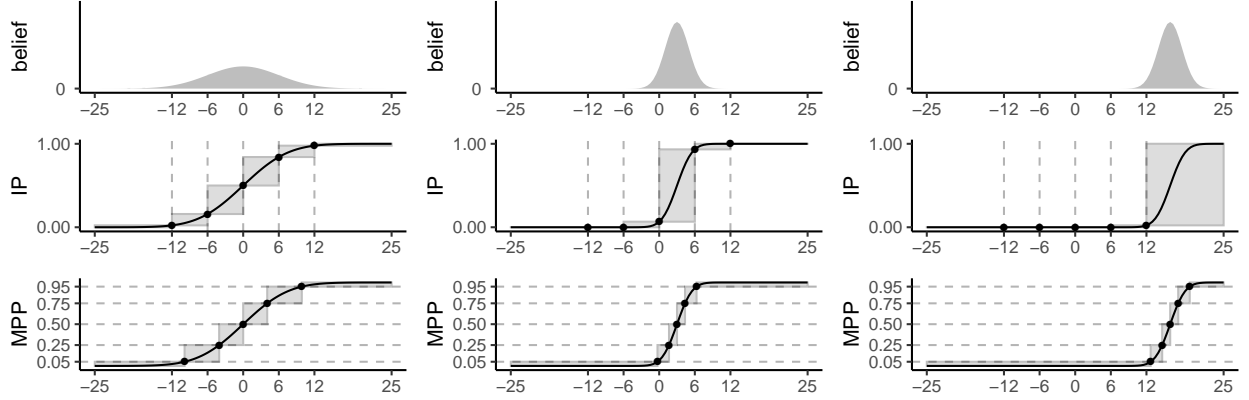 belief belief belief
0 0 0
−25 −12 −6 0 6 12 25 −25 −12 −6 0 6 12 25 −25 −12 −6 0 6 12 25
IP IP IP
1.00 1.00 1.00
0.00 0.00 0.00
−25 −12 −6 0 6 12 25 −25 −12 −6 0 6 12 25 −25 −12 −6 0 6 12 25
MPP MPP MPP
0.95 0.95 0.95
0.75 0.75 0.75
0.50 0.50 0.50
0.25 0.25 0.25
0.05 0.05 0.05
−25 −12 −6 0 6 12 25 −25 −12 −6 0 6 12 25 −25 −12 −6 0 6 12 25